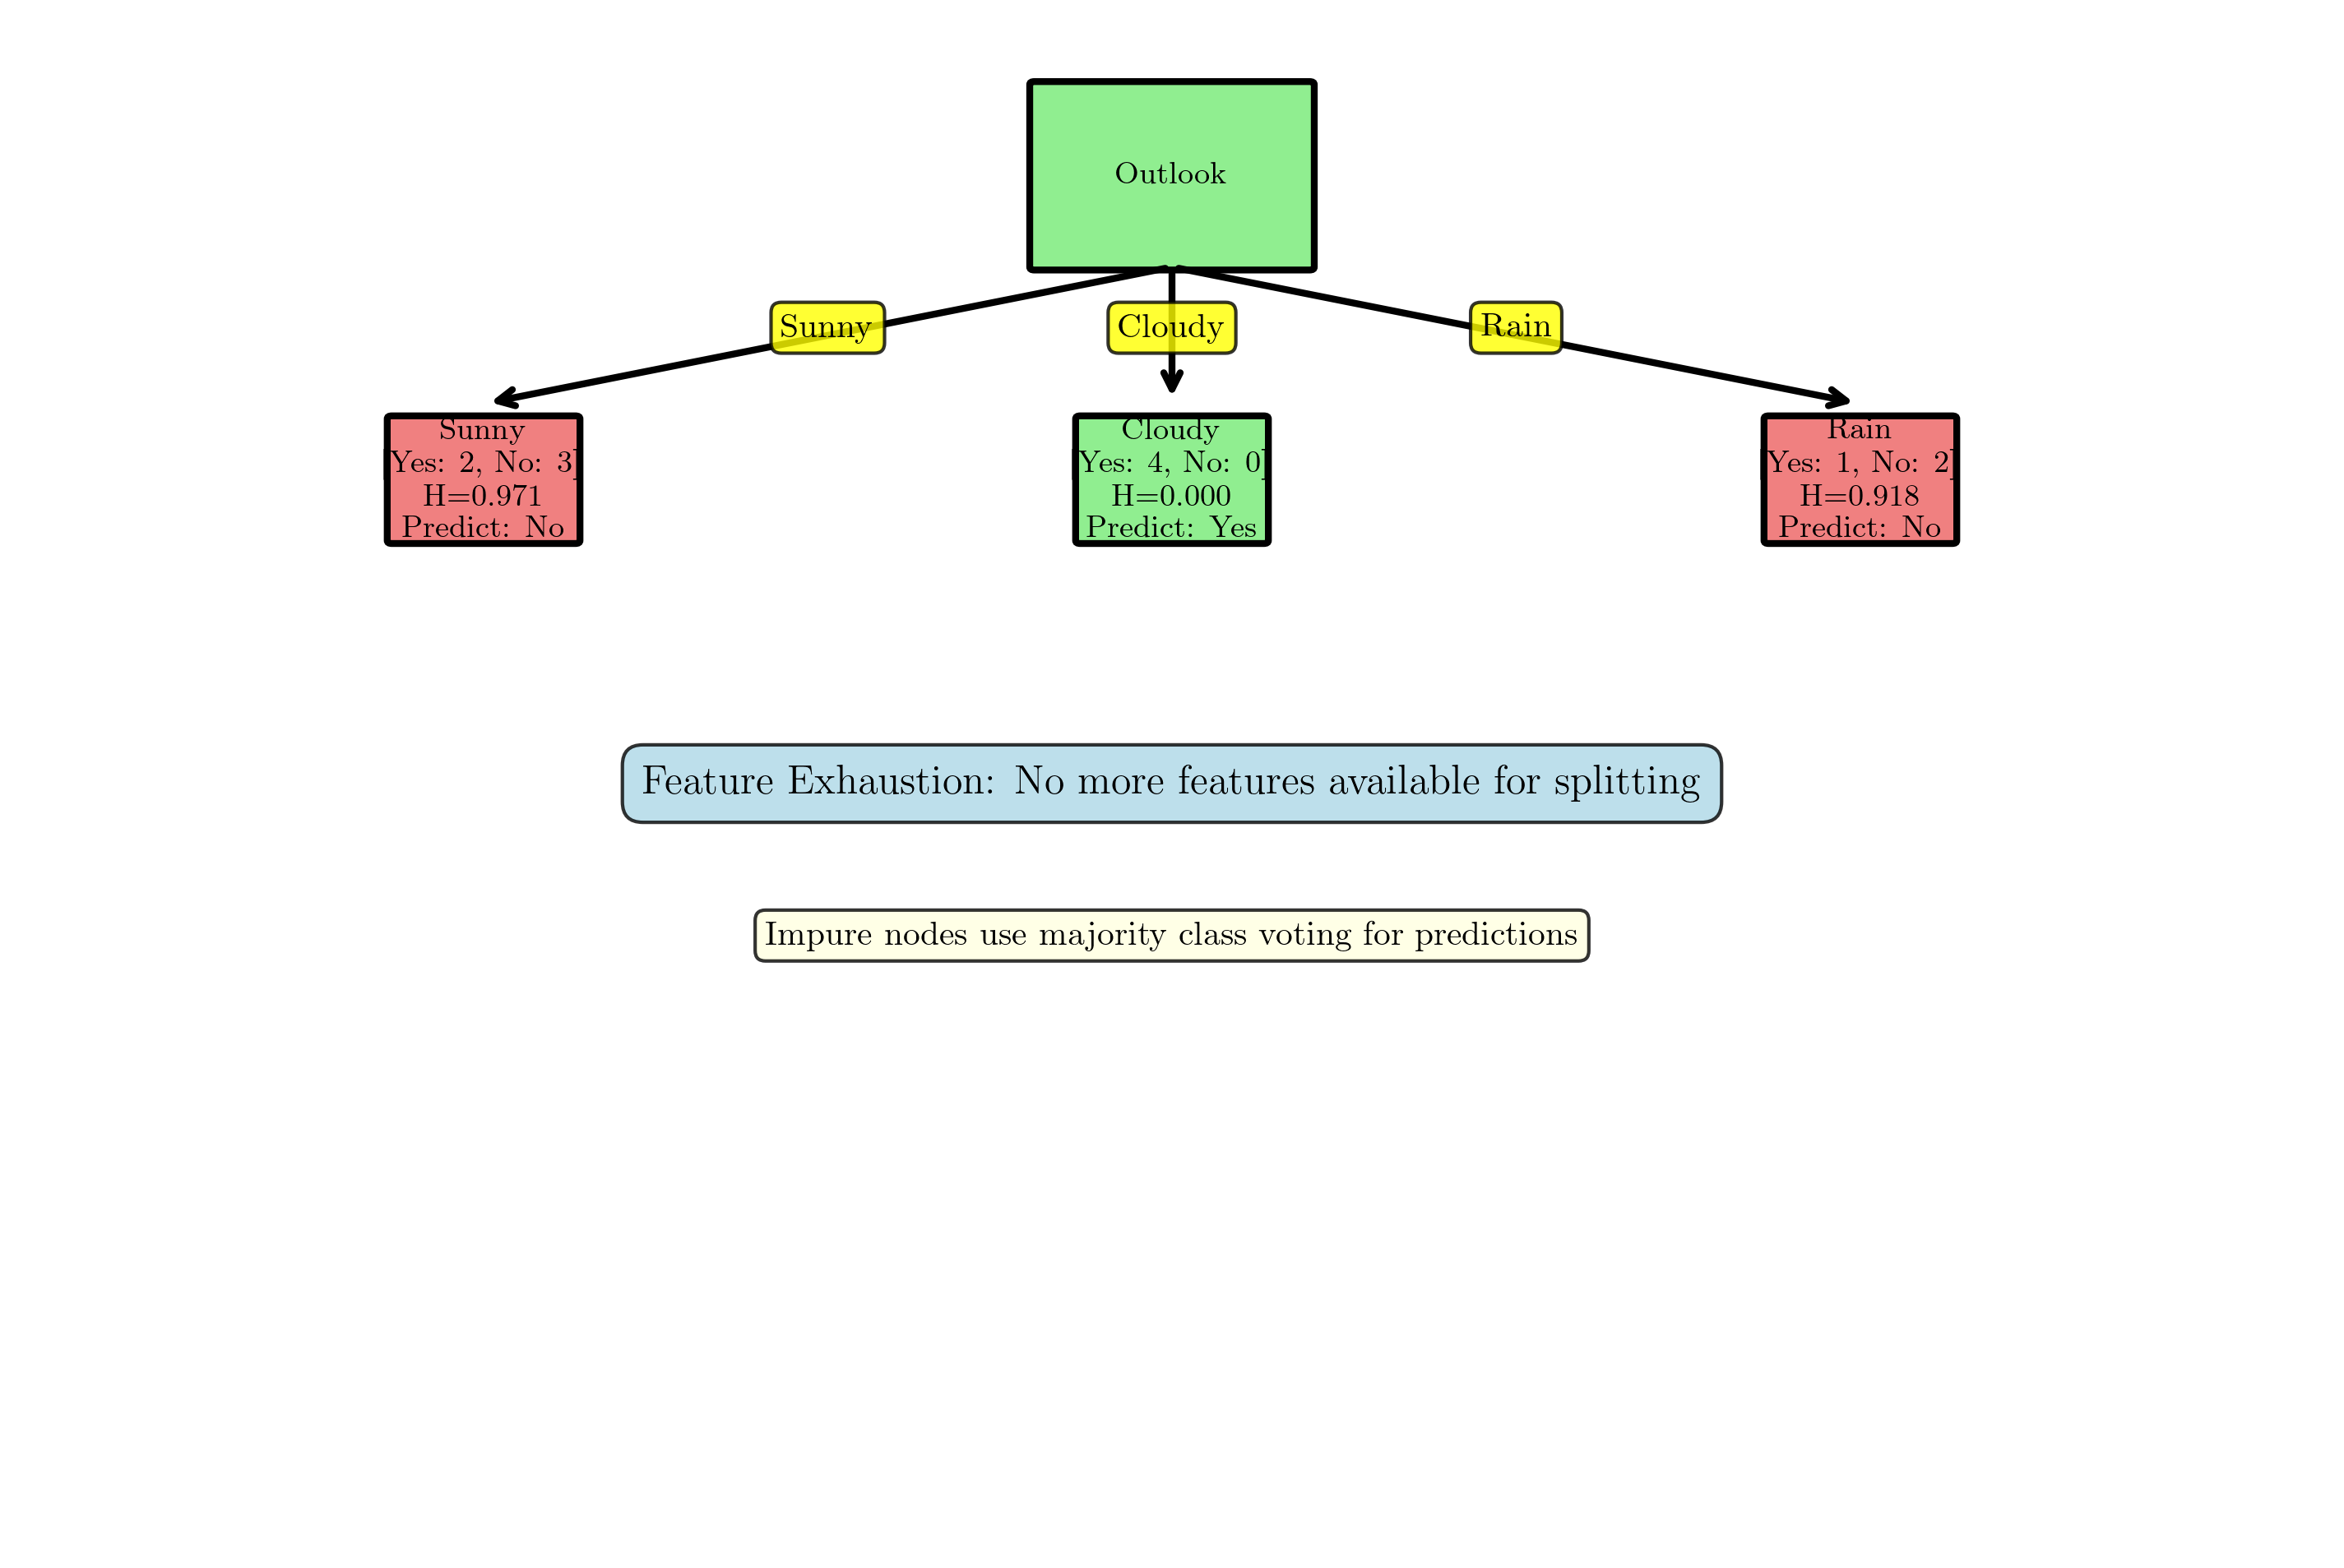 Outlook
Sunny
Cloudy
Rain
Sunny
[Yes: 2, No: 3]
H=0.971
Predict: No
Cloudy
[Yes: 4, No: 0]
H=0.000
Predict: Yes
Rain
[Yes: 1, No: 2]
H=0.918
Predict: No
Feature Exhaustion: No more features available for splitting
Impure nodes use majority class voting for predictions